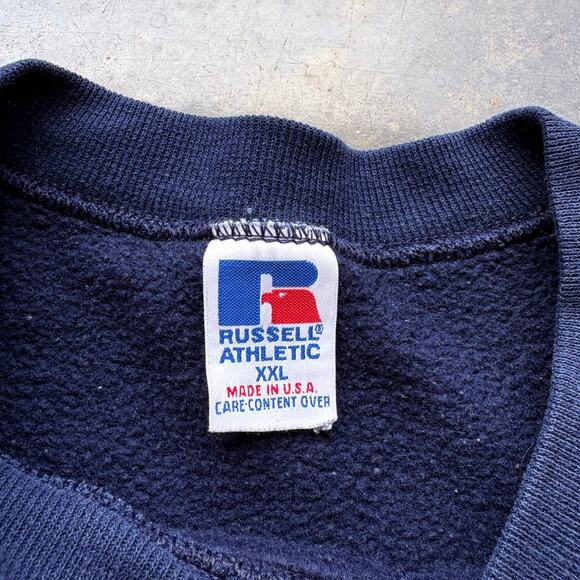 RUSSELL®
ATHLETIC
XXL
MADE IN U.S.A.
CARE-CONTENT OVER